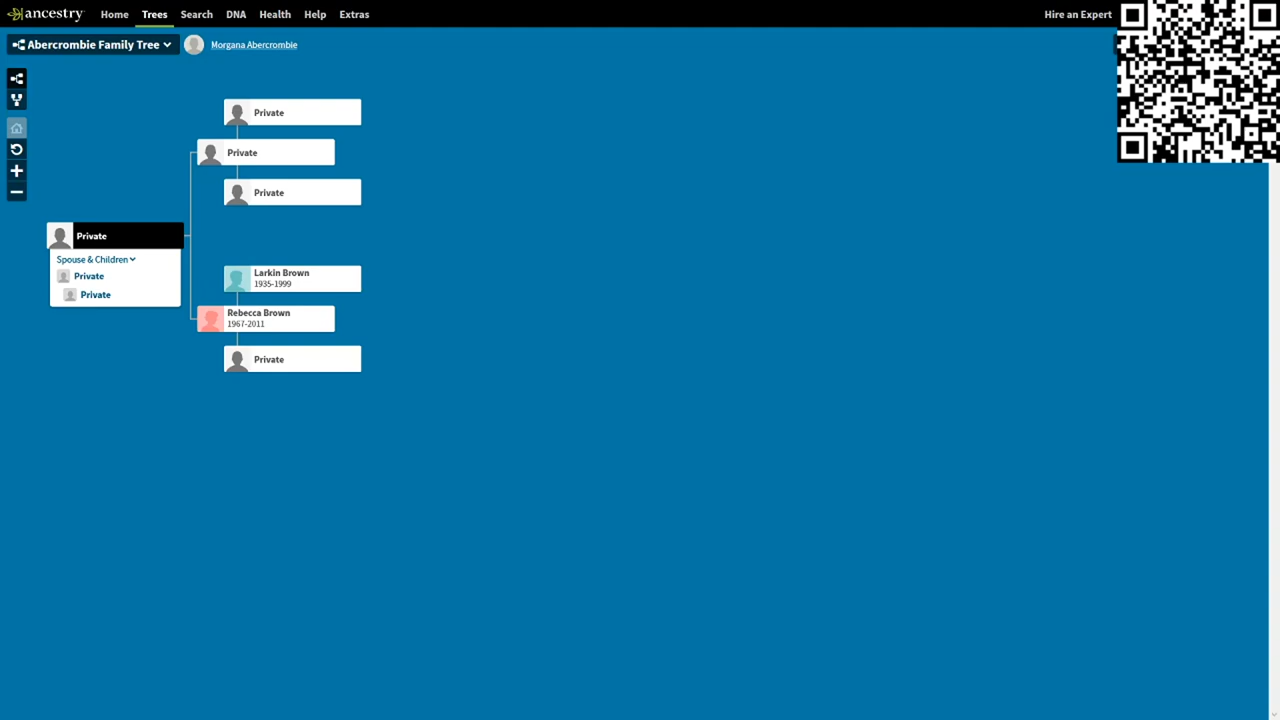 ancestry Home Trees Search DNA Health Help Extras Hire an Expert
Abercrombie Family Tree Morgana Abercrombie
Private
Private
Private
Private
Spouse & Children
Private
Private
Larkin Brown
1935-1999
Rebecca Brown
1967-2011
Private